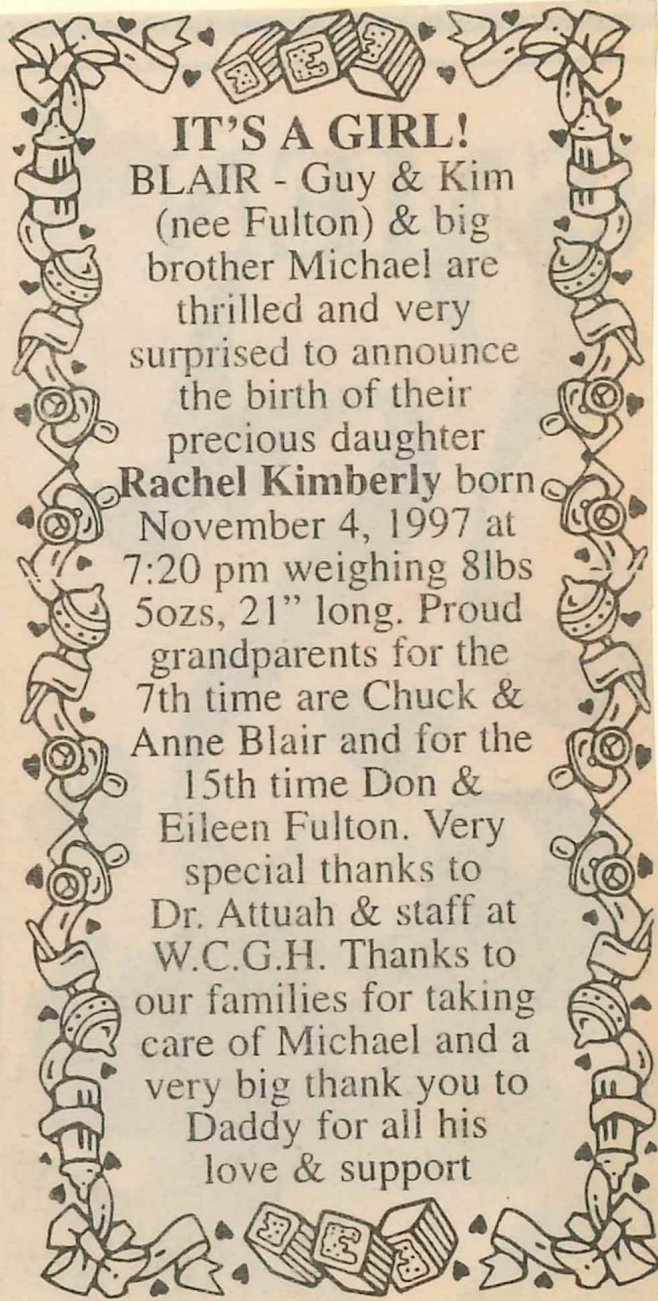 IT'S A GIRL!
BLAIR - Guy & Kim
(nee Fulton) & big
brother Michael are
thrilled and very
surprised to announce
the birth of their
precious daughter
Rachel Kimberly born
November 4, 1997 at
7:20 pm weighing 8lbs
5ozs, 21” long. Proud
grandparents for the
7th time are Chuck &
Anne Blair and for the
15th time Don &
Eileen Fulton. Very
special thanks to
Dr. Attuah & staff at
W.C.G.H. Thanks to
our families for taking
care of Michael and a
very big thank you to
Daddy for all his
love & support